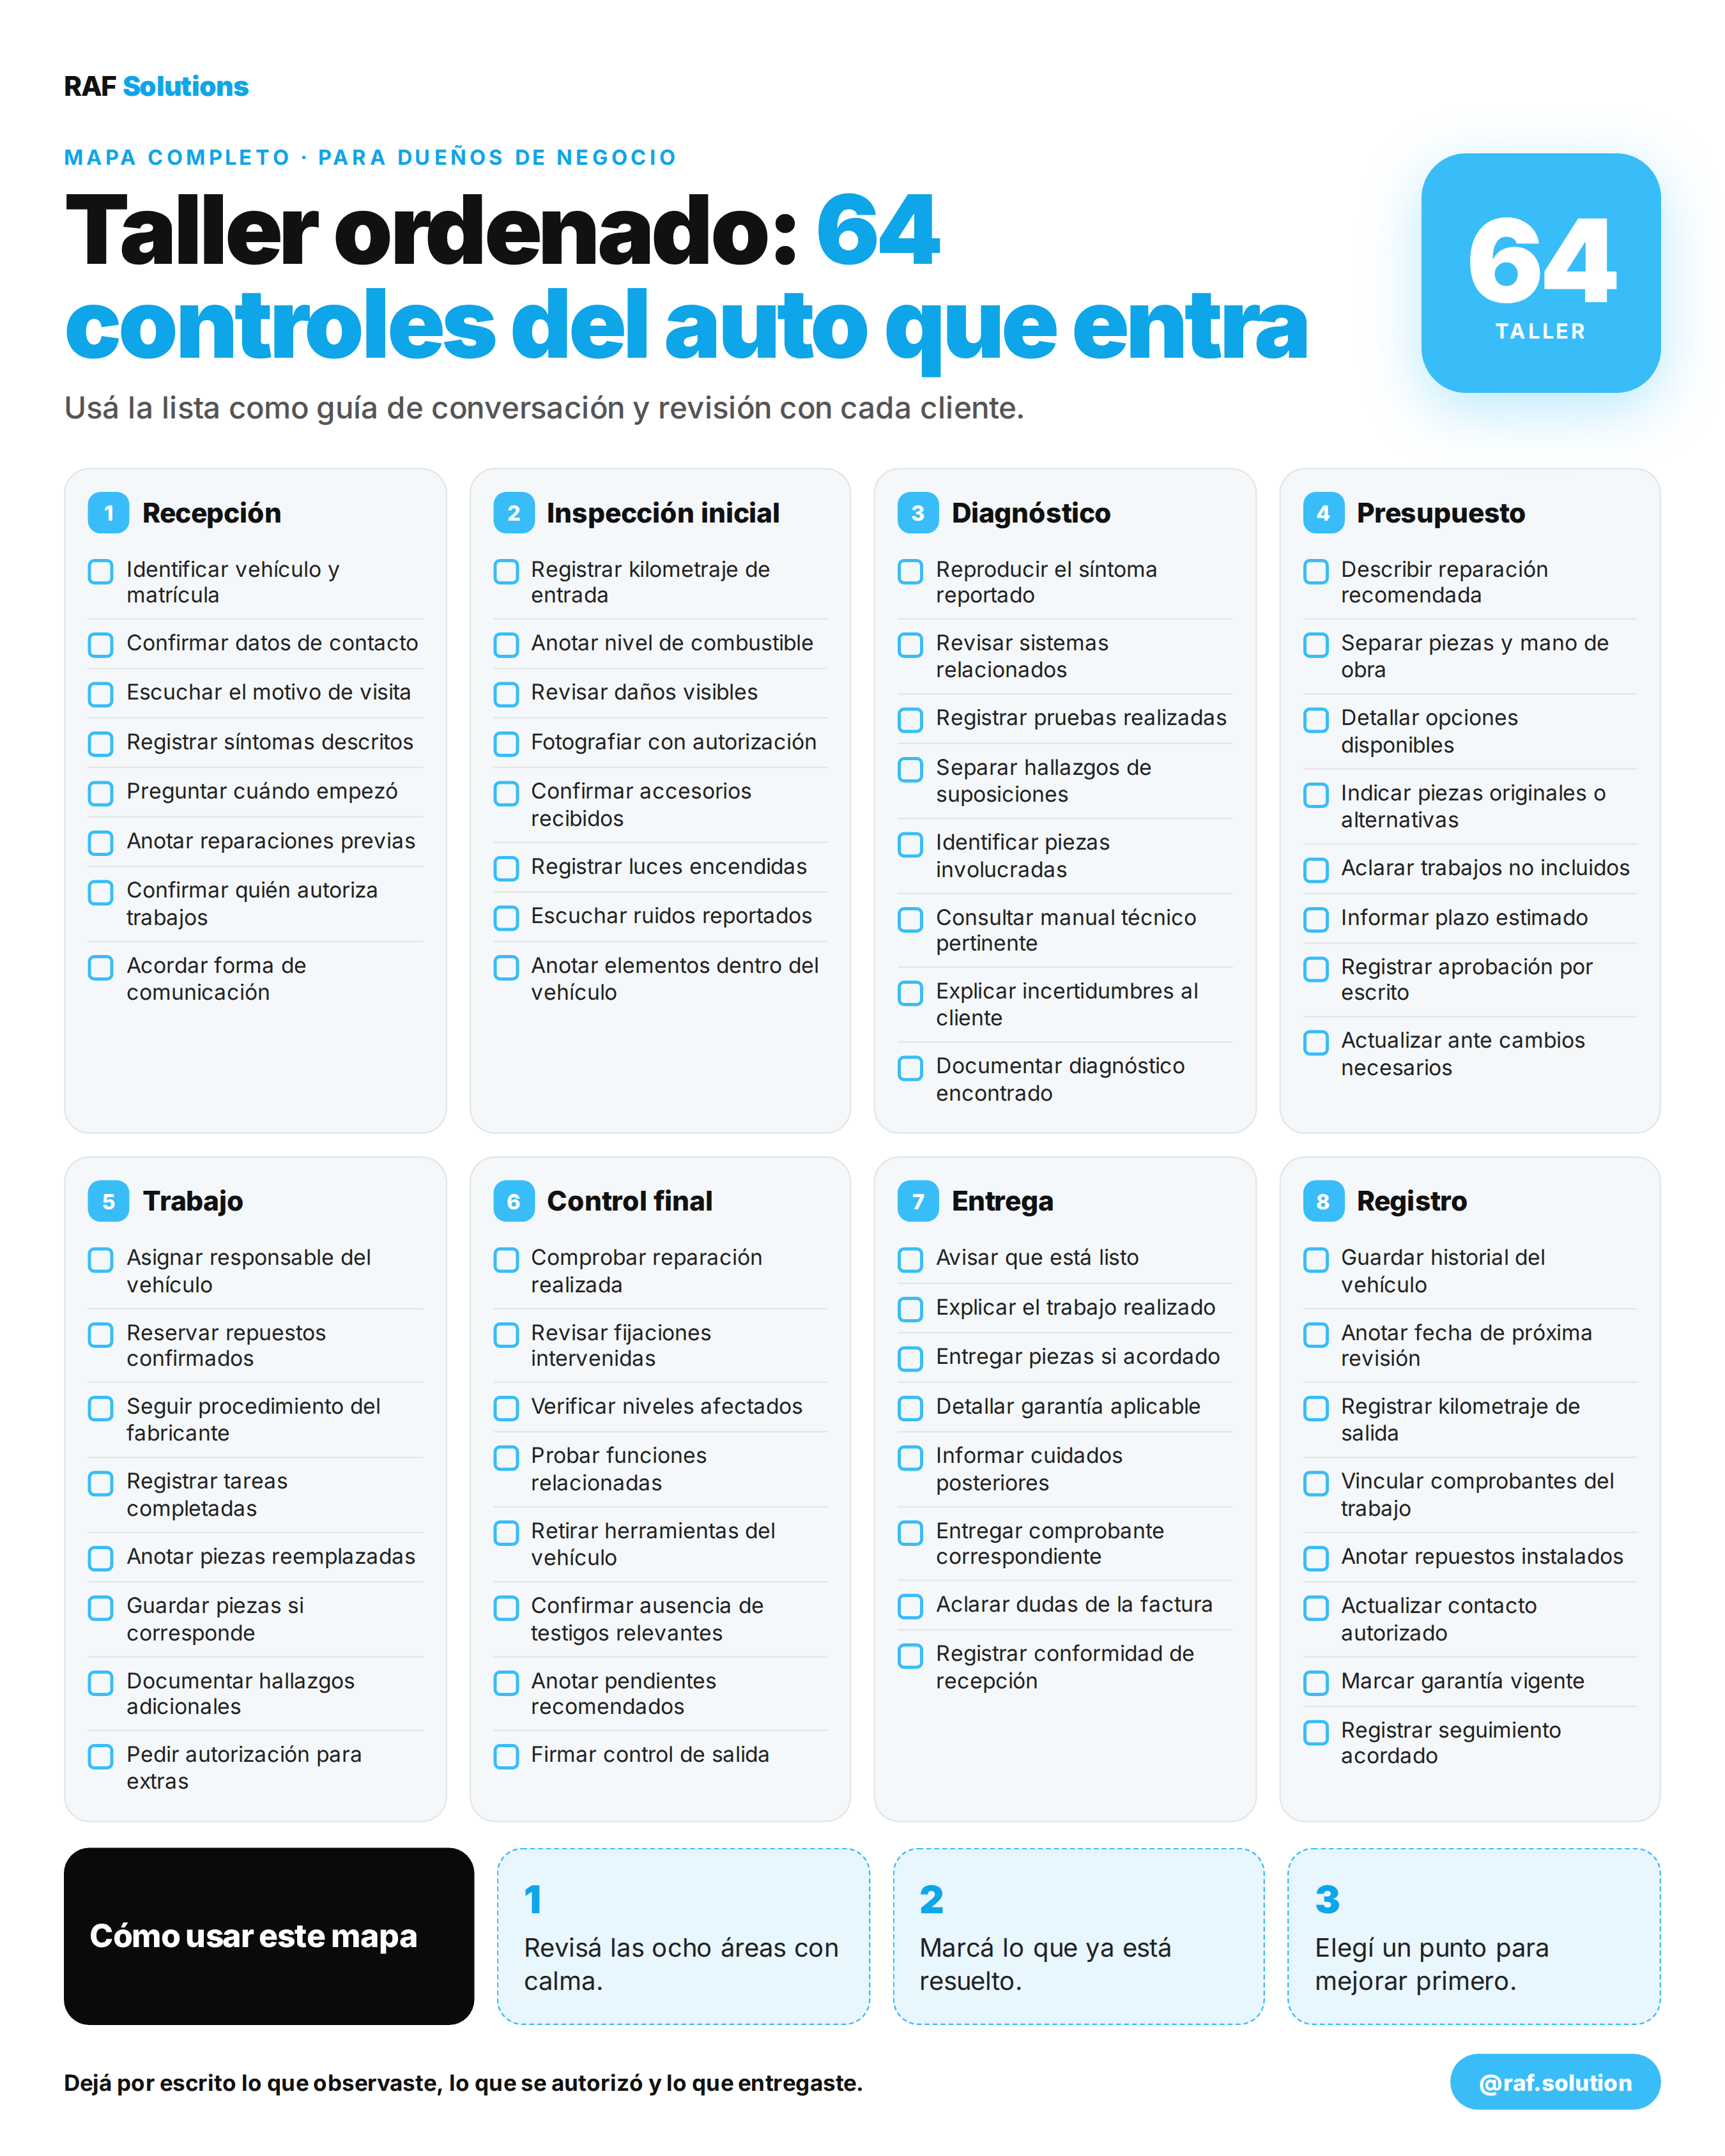 RAF Solutions
MAPA COMPLETO · PARA DUEÑOS DE NEGOCIO
Taller ordenado: 64
controles del auto que entra
Usá la lista como guía de conversación y revisión con cada cliente.
64
TALLER
1 Recepción
Identificar vehículo y
matrícula
Confirmar datos de contacto
Escuchar el motivo de visita
Registrar síntomas descritos
Preguntar cuándo empezó
Anotar reparaciones previas
Confirmar quién autoriza
trabajos
Acordar forma de
comunicación
2 Inspección inicial
Registrar kilometraje de
entrada
Anotar nivel de combustible
Revisar daños visibles
Fotografiar con autorización
Confirmar accesorios
recibidos
Registrar luces encendidas
Escuchar ruidos reportados
Anotar elementos dentro del
vehículo
3 Diagnóstico
Reproducir el síntoma
reportado
Revisar sistemas
relacionados
Registrar pruebas realizadas
Separar hallazgos de
suposiciones
Identificar piezas
involucradas
Consultar manual técnico
pertinente
Explicar incertidumbres al
cliente
Documentar diagnóstico
encontrado
4 Presupuesto
Describir reparación
recomendada
Separar piezas y mano de
obra
Detallar opciones
disponibles
Indicar piezas originales o
alternativas
Aclarar trabajos no incluidos
Informar plazo estimado
Registrar aprobación por
escrito
Actualizar ante cambios
necesarios
5 Trabajo
Asignar responsable del
vehículo
Reservar repuestos
confirmados
Seguir procedimiento del
fabricante
Registrar tareas
completadas
Anotar piezas reemplazadas
Guardar piezas si
corresponde
Documentar hallazgos
adicionales
Pedir autorización para
extras
6 Control final
Comprobar reparación
realizada
Revisar fijaciones
intervenidas
Verificar niveles afectados
Probar funciones
relacionadas
Retirar herramientas del
vehículo
Confirmar ausencia de
testigos relevantes
Anotar pendientes
recomendados
Firmar control de salida
7 Entrega
Avisar que está listo
Explicar el trabajo realizado
Entregar piezas si acordado
Detallar garantía aplicable
Informar cuidados
posteriores
Entregar comprobante
correspondiente
Aclarar dudas de la factura
Registrar conformidad de
recepción
8 Registro
Guardar historial del
vehículo
Anotar fecha de próxima
revisión
Registrar kilometraje de
salida
Vincular comprobantes del
trabajo
Anotar repuestos instalados
Actualizar contacto
autorizado
Marcar garantía vigente
Registrar seguimiento
acordado
Cómo usar este mapa
1
Revisá las ocho áreas con
calma.
2
Marcá lo que ya está
resuelto.
3
Elegí un punto para
mejorar primero.
Dejá por escrito lo que observaste, lo que se autorizó y lo que entregaste.
@raf.solution